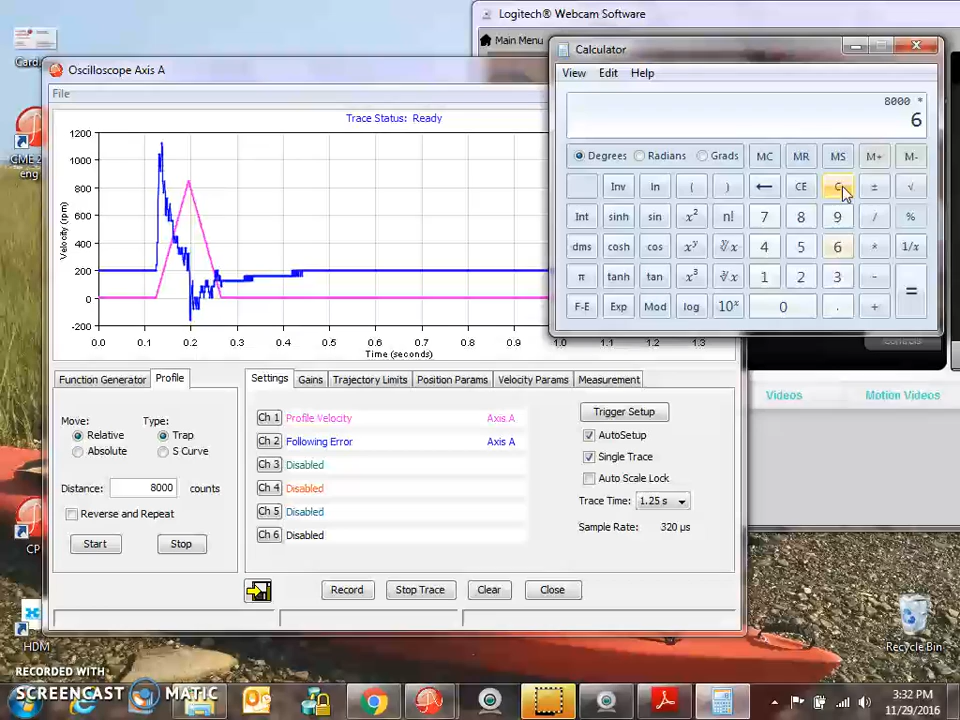 Logitech® Webcam Software
Main Menu
Calculator
View Edit Help
8000 *
6
Degrees Radians Grads MC MR MS M+ M-
Inv ln ( ) ← CE C ± √
Int sinh sin x² n! 7 8 9 / %
dms cosh cos xʸ ʸ√x 4 5 6 * 1/x
π tanh tan x³ ³√x 1 2 3 - =
F-E Exp Mod log 10ˣ 0 . +
Controls
Videos Motion Videos
Oscilloscope Axis A
File
Trace Status: Ready
Velocity (rpm)
1200
1000
800
600
400
200
0
-200
0.0 0.1 0.2 0.3 0.4 0.5 0.6 0.7 0.8 0.9 1.0 1.1 1.2 1.3
Time (seconds)
Function Generator Profile
Move: Type:
Relative Trap
Absolute S Curve
Distance: 8000 counts
Reverse and Repeat
Start Stop
Settings Gains Trajectory Limits Position Params Velocity Params Measurement
Ch 1 Profile Velocity Axis A
Ch 2 Following Error Axis A
Ch 3 Disabled
Ch 4 Disabled
Ch 5 Disabled
Ch 6 Disabled
Trigger Setup
AutoSetup
Single Trace
Auto Scale Lock
Trace Time: 1.25 s
Sample Rate: 320 µs
Record Stop Trace Clear Close
CME 2
eng
CP
HDM
Recycle Bin
RECORDED WITH
SCREENCAST MATIC
3:32 PM
11/29/2016